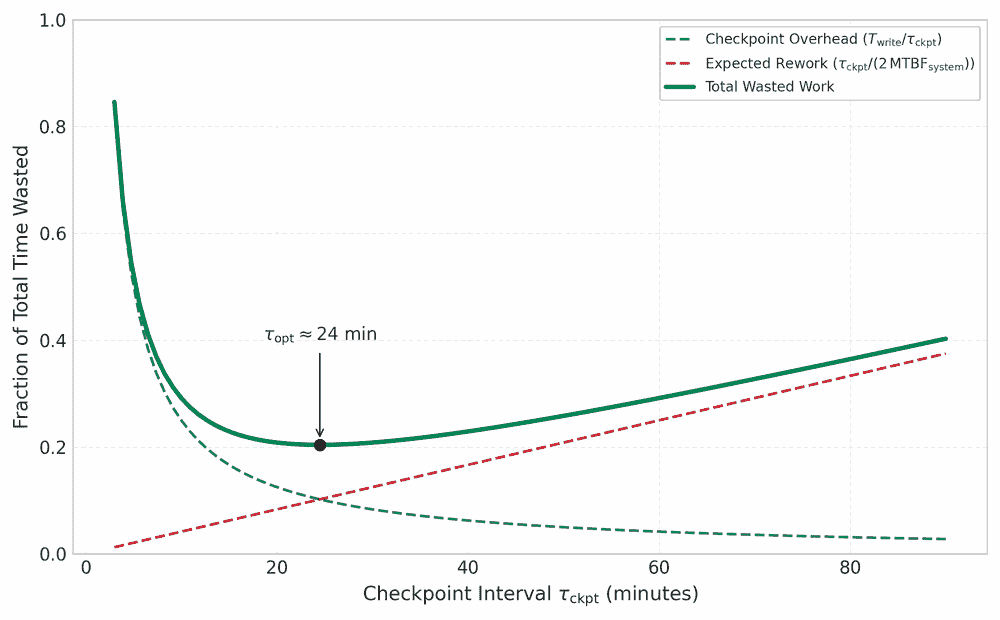 1.0
0.8
0.6
0.4
0.2
0.0
Fraction of Total Time Wasted
Checkpoint Overhead (T_write/τ_ckpt)
Expected Rework (τ_ckpt/(2 MTBF_system))
Total Wasted Work
τ_opt ≈ 24 min
0 20 40 60 80
Checkpoint Interval τ_ckpt (minutes)